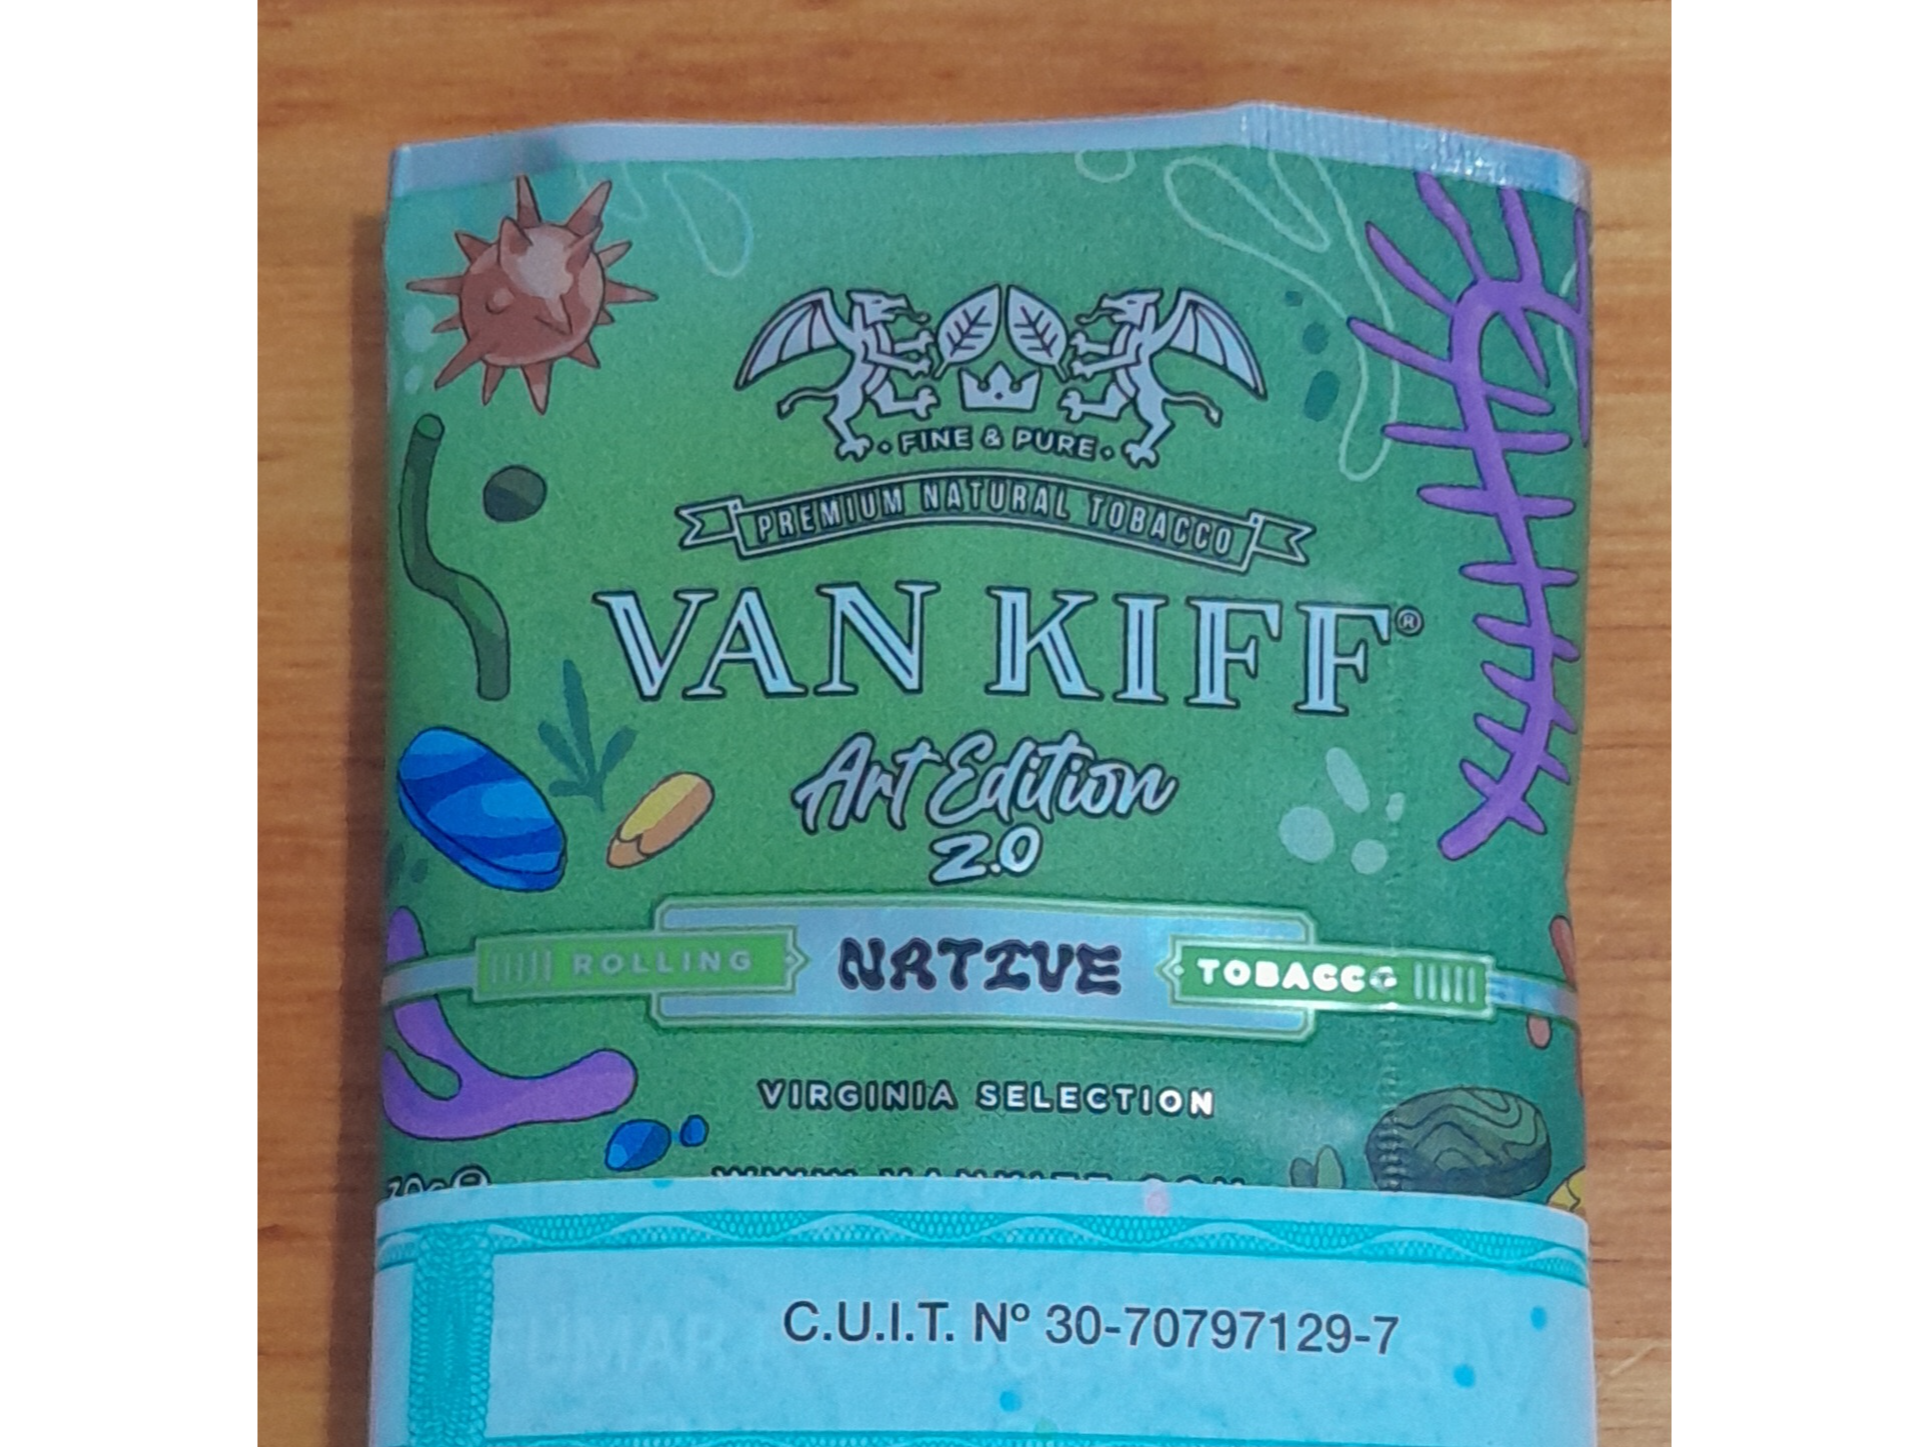 · FINE & PURE ·
PREMIUM NATURAL TOBACCO
VAN KIFF®
Art Edition
2.0
ROLLING NATIVE TOBACCO
VIRGINIA SELECTION
C.U.I.T. Nº 30-70797129-7
FUMAR